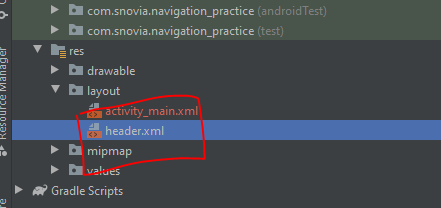 com.snovia.navigation_practice (androidTest)
com.snovia.navigation_practice (test)
res
drawable
layout
activity_main.xml
header.xml
mipmap
values
Gradle Scripts
Resource Manager